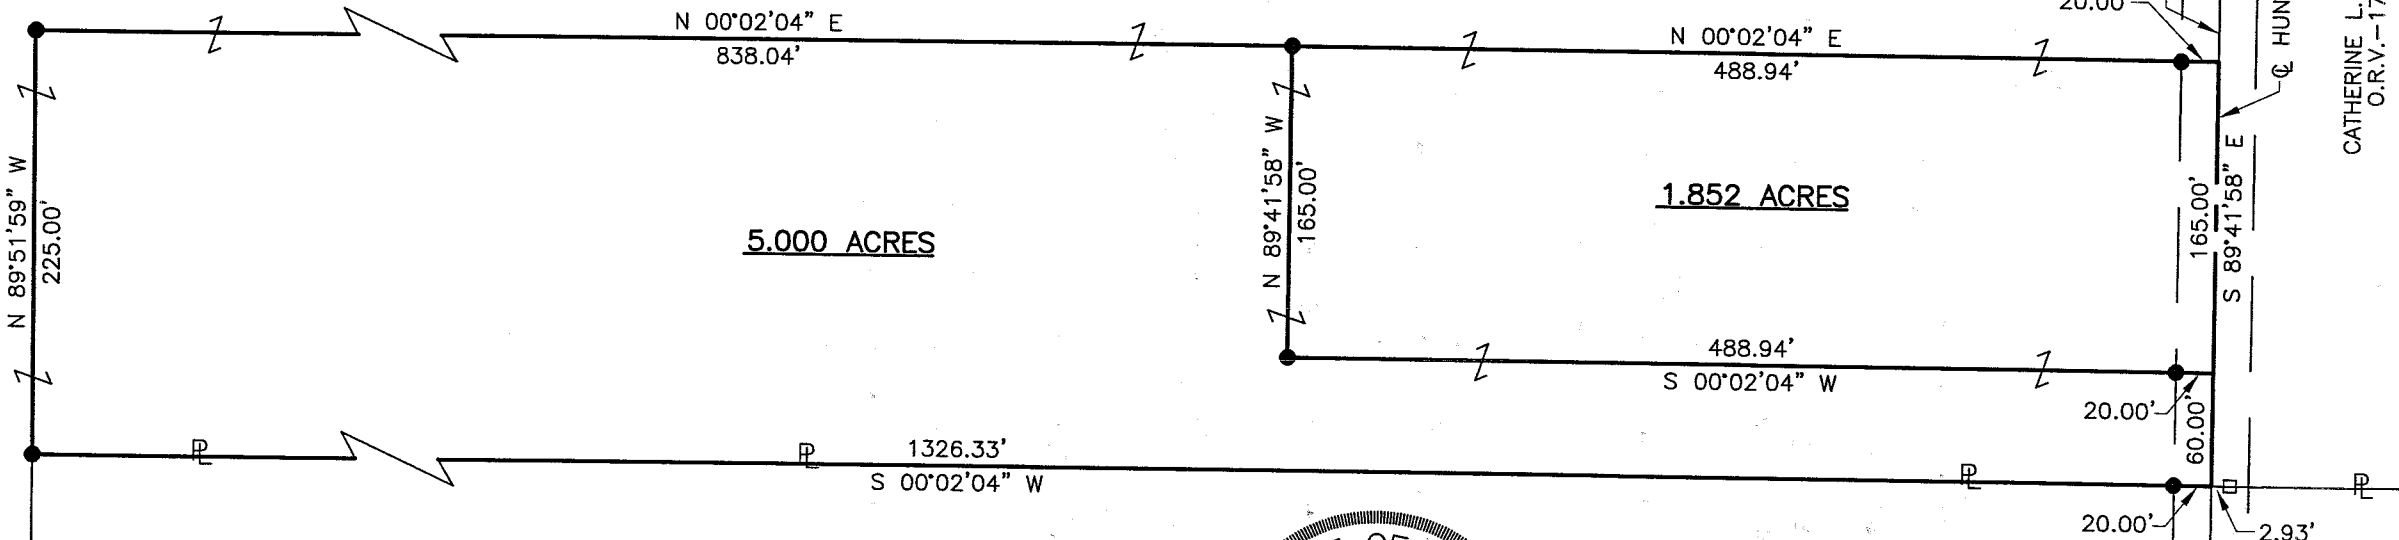 N 00°02'04" E
838.04'
N 00°02'04" E
488.94'
20.00'
℄ HUN
CATHERINE L.
O.R.V.-17
N 89°51'59" W
225.00'
5.000 ACRES
N 89°41'58" W
165.00'
1.852 ACRES
165.00'
S 89°41'58" E
488.94'
S 00°02'04" W
20.00'
60.00'
℄
1326.33'
S 00°02'04" W
20.00'
2.93'
OF